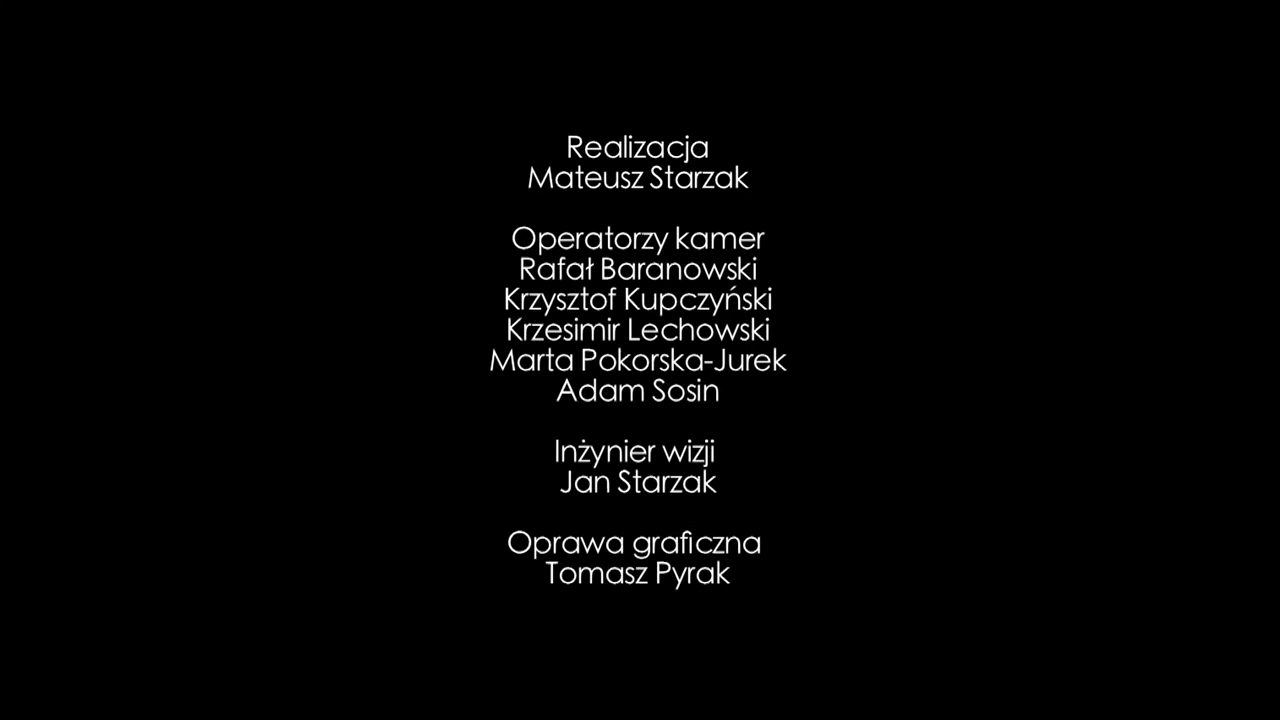 Realizacja
Mateusz Starzak
Operatorzy kamer
Rafał Baranowski
Krzysztof Kupczyński
Krzesimir Lechowski
Marta Pokorska-Jurek
Adam Sosin
Inżynier wizji
Jan Starzak
Oprawa graficzna
Tomasz Pyrak